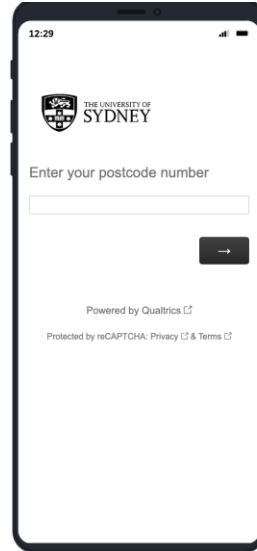 12:29
THE UNIVERSITY OF
SYDNEY
Enter your postcode number
→
Powered by Qualtrics
Protected by reCAPTCHA: Privacy & Terms